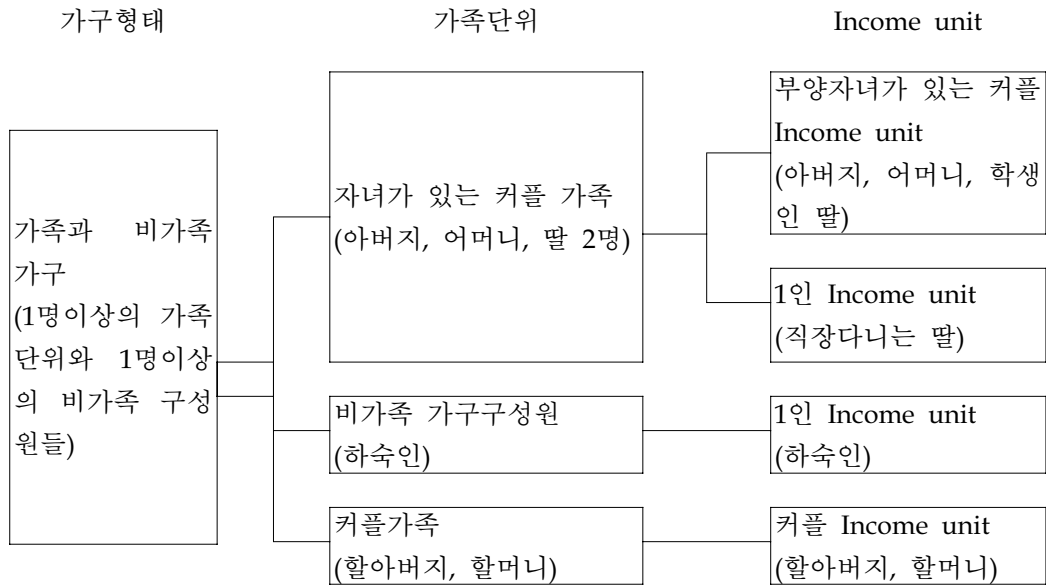 가구형태
가족단위
Income unit
가족과 비가족
가구
(1명이상의 가족
단위와 1명이상
의 비가족 구성
원들)
자녀가 있는 커플 가족
(아버지, 어머니, 딸 2명)
비가족 가구구성원
(하숙인)
커플가족
(할아버지, 할머니)
부양자녀가 있는 커플
Income unit
(아버지, 어머니, 학생
인 딸)
1인 Income unit
(직장다니는 딸)
1인 Income unit
(하숙인)
커플 Income unit
(할아버지, 할머니)